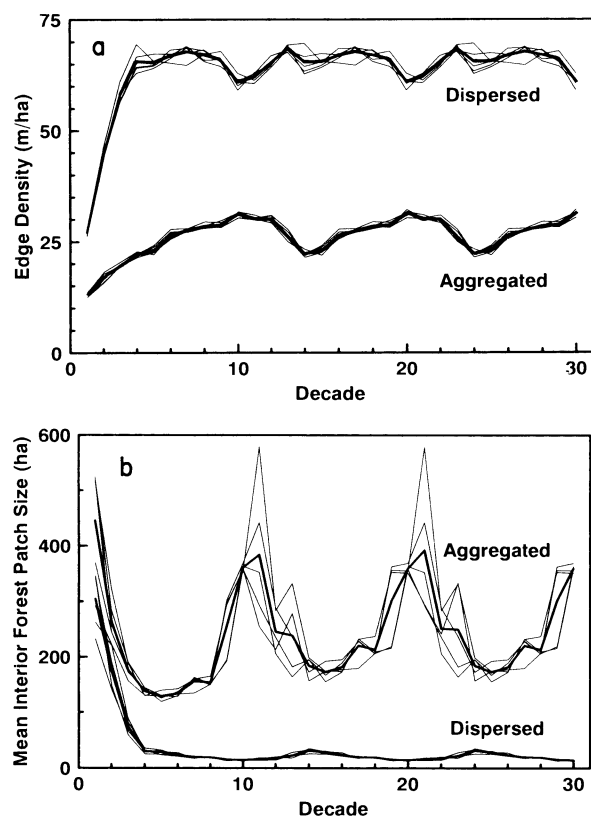 a
Edge Density (m/ha)
75
50
25
0
Dispersed
Aggregated
0 10 20 30
Decade
b
Mean Interior Forest Patch Size (ha)
600
400
200
0
Aggregated
Dispersed
0 10 20 30
Decade